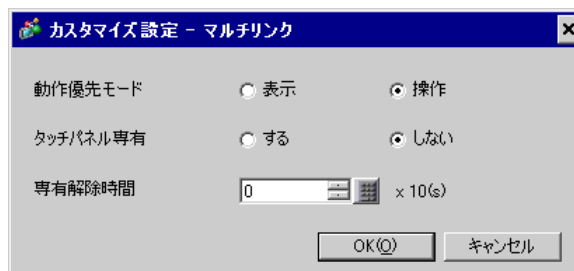 カスタマイズ設定 - マルチリンク
動作優先モード 表示 操作
タッチパネル専有 する しない
専有解除時間 0 x 10(s)
OK(O) キャンセル